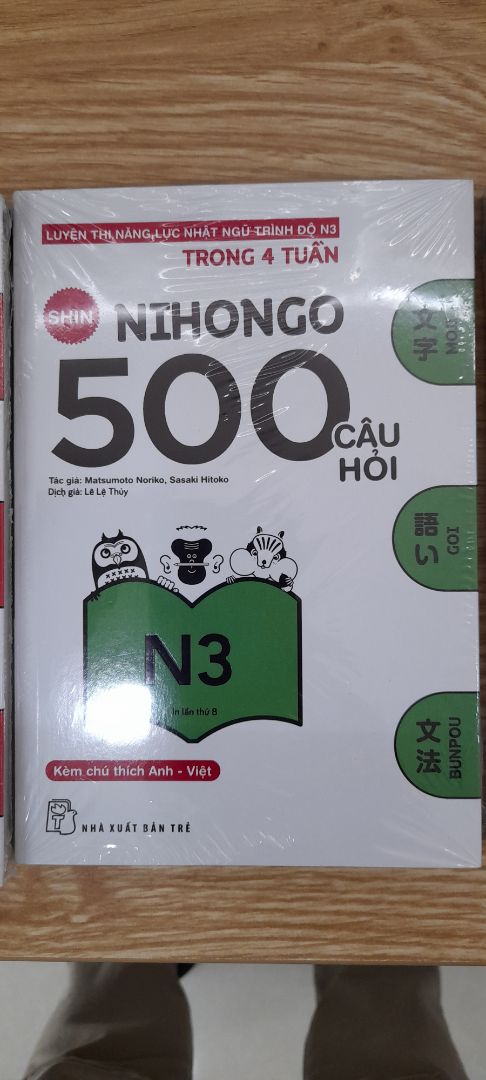 LUYỆN THI NĂNG LỰC NHẬT NGỮ TRÌNH ĐỘ N3
TRONG 4 TUẦN
SHIN
NIHONGO
500
CÂU
HỎI
Tác giả: Matsumoto Noriko, Sasaki Hitoko
Dịch giả: Lê Lệ Thủy
文字
MOJI
語い
GOI
文法
BUNPOU
N3
in lần thứ 8
Kèm chú thích Anh - Việt
T
NHÀ XUẤT BẢN TRẺ